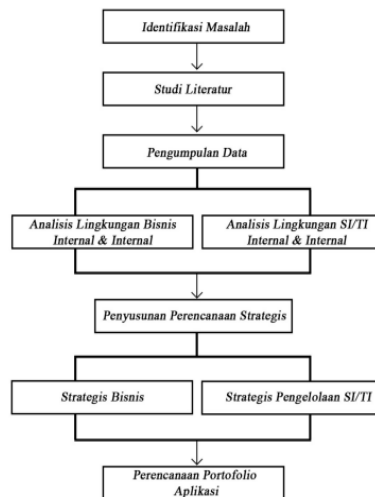 Identifikasi Masalah
Studi Literatur
Pengumpulan Data
Analisis Lingkungan Bisnis
Internal & Internal
Analisis Lingkungan SI/TI
Internal & Internal
Penyusunan Perencanaan Strategis
Strategis Bisnis
Strategis Pengelolaan SI/TI
Perencanaan Portofolio
Aplikasi